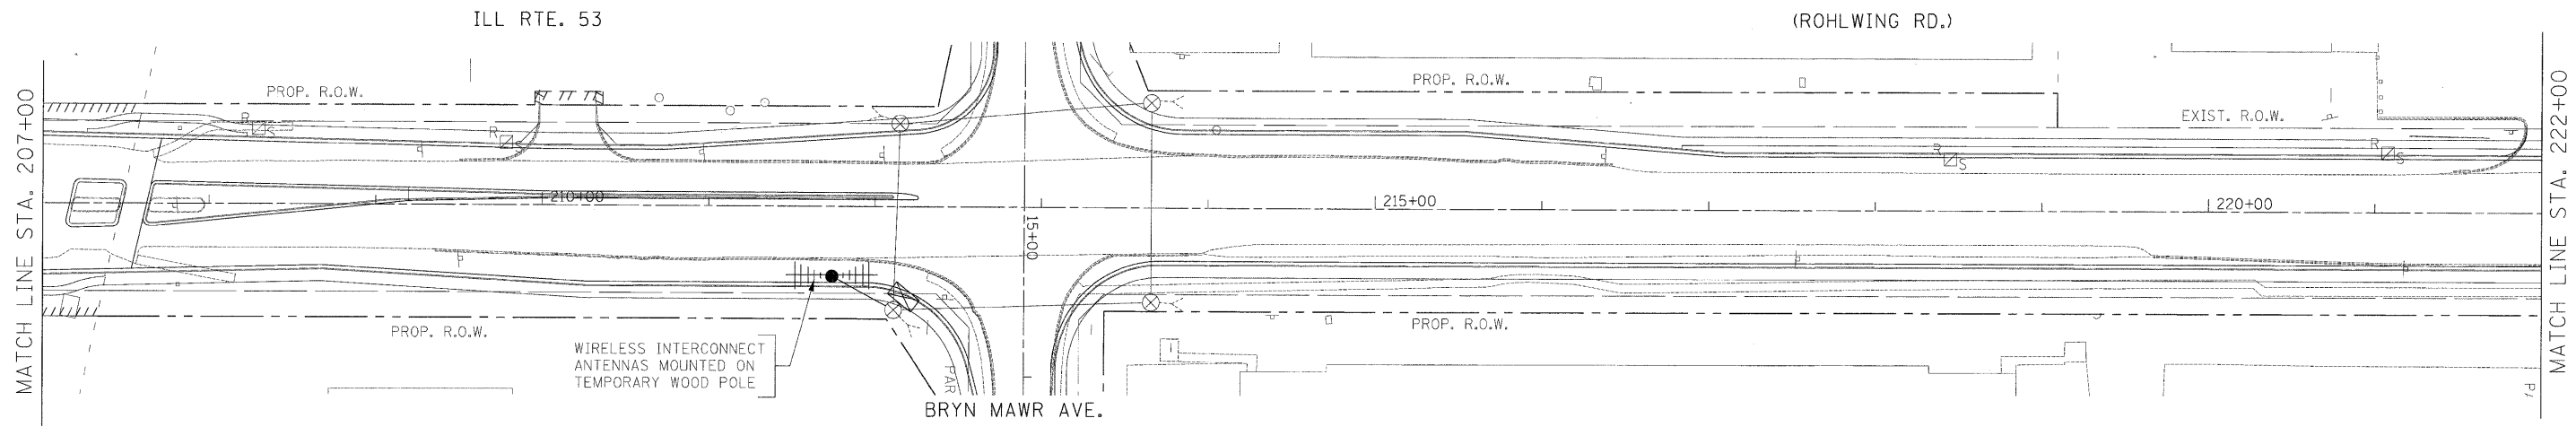 ILL RTE. 53
(ROHLWING RD.)
MATCH LINE STA. 207+00
PROP. R.O.W.
PROP. R.O.W.
EXIST. R.O.W.
MATCH LINE STA. 222+00
R
S
R
S
R
S
R
S
210+00
15+00
215+00
220+00
PROP. R.O.W.
PROP. R.O.W.
WIRELESS INTERCONNECT
ANTENNAS MOUNTED ON
TEMPORARY WOOD POLE
PAR
BRYN MAWR AVE.